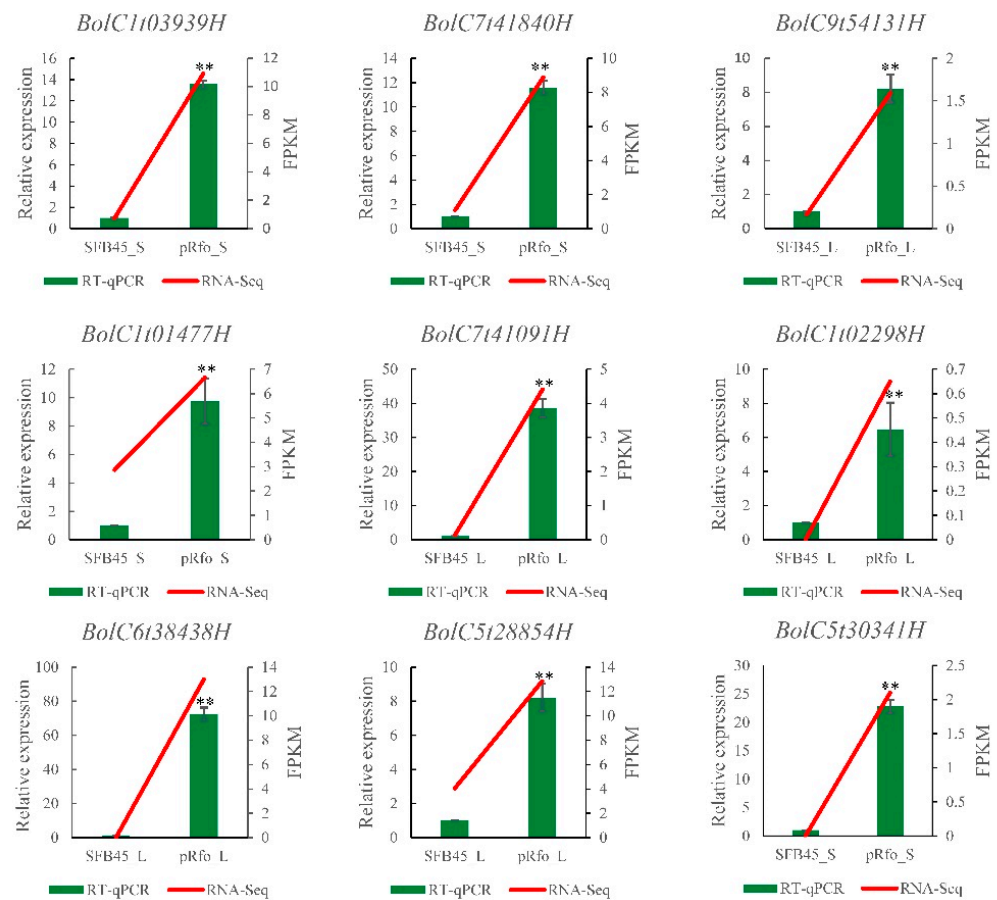 BolC1t03939H
Relative expression
16
14
12
10
8
6
4
2
0
**
12
10
8
6
4
2
0
FPKM
SFB45_S pRfo_S
RT-qPCR RNA-Seq
BolC7t41840H
Relative expression
14
12
10
8
6
4
2
0
**
10
8
6
4
2
0
FPKM
SFB45_S pRfo_S
RT-qPCR RNA-Seq
BolC9t54131H
Relative expression
10
8
6
4
2
0
**
2
1.5
1
0.5
0
FPKM
SFB45_L pRfo_L
RT-qPCR RNA-Seq
BolC1t01477H
Relative expression
12
10
8
6
4
2
0
**
7
6
5
4
3
2
1
0
FPKM
SFB45_S pRfo_S
RT-qPCR RNA-Seq
BolC7t41091H
Relative expression
50
40
30
20
10
0
**
5
4
3
2
1
0
FPKM
SFB45_L pRfo_L
RT-qPCR RNA-Seq
BolC1t02298H
Relative expression
10
8
6
4
2
0
**
0.7
0.6
0.5
0.4
0.3
0.2
0.1
0
FPKM
SFB45_L pRfo_L
RT-qPCR RNA-Seq
BolC6t38438H
Relative expression
100
80
60
40
20
0
**
14
12
10
8
6
4
2
0
FPKM
SFB45_L pRfo_L
RT-qPCR RNA-Seq
BolC5t28854H
Relative expression
10
8
6
4
2
0
**
14
12
10
8
6
4
2
0
FPKM
SFB45_L pRfo_L
RT-qPCR RNA-Seq
BolC5t30341H
Relative expression
30
25
20
15
10
5
0
**
2.5
2
1.5
1
0.5
0
FPKM
SFB45_S pRfo_S
RT-qPCR RNA-Seq